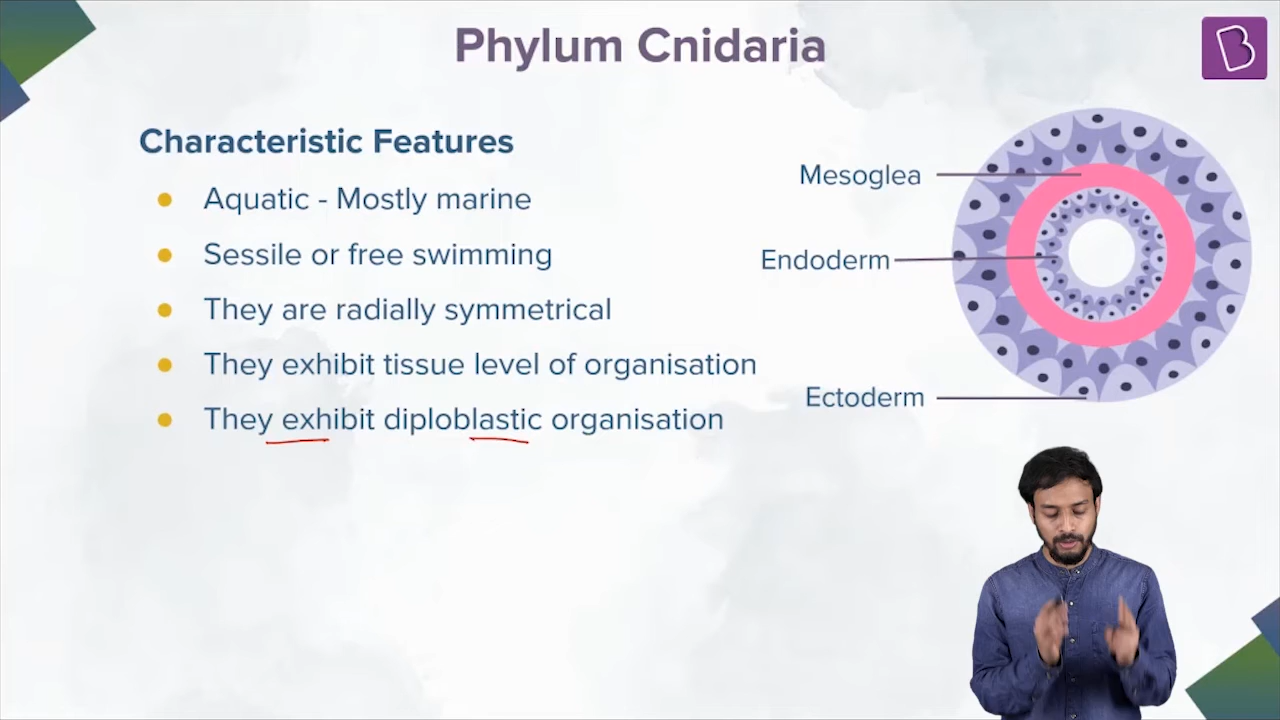 Phylum Cnidaria
B
Characteristic Features
Aquatic - Mostly marine
Sessile or free swimming
They are radially symmetrical
They exhibit tissue level of organisation
They exhibit diploblastic organisation
Mesoglea
Endoderm
Ectoderm